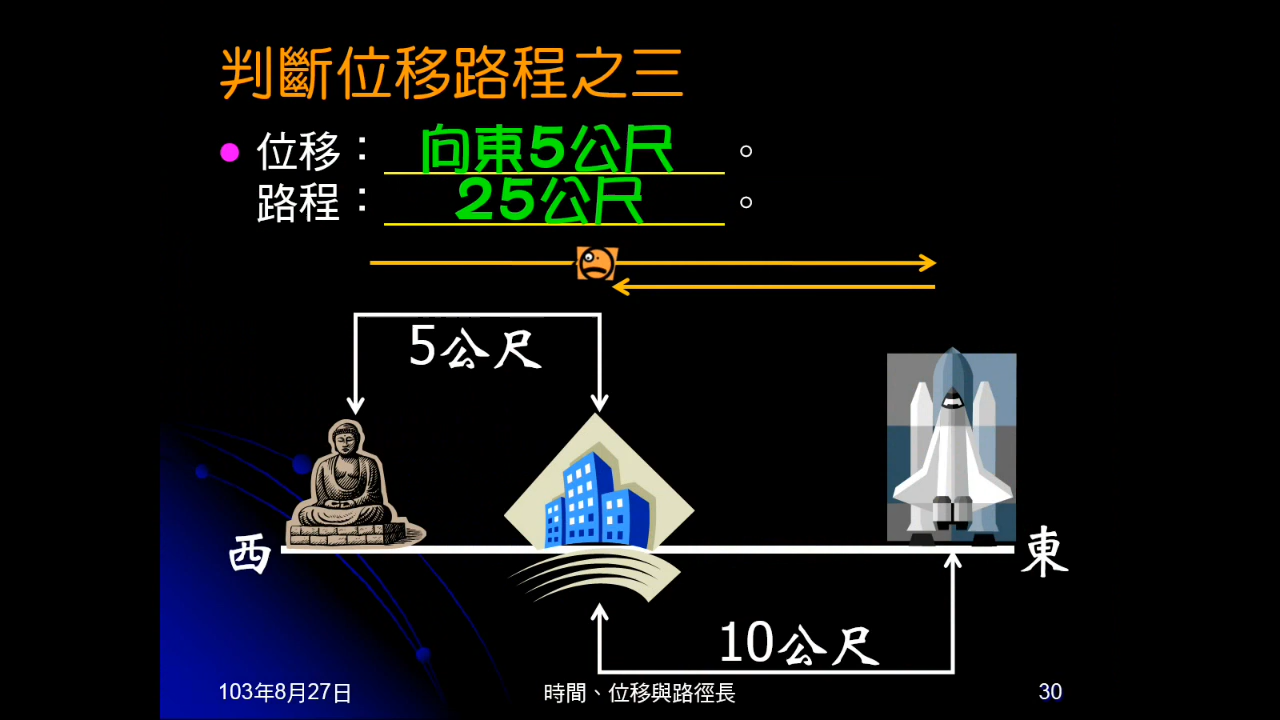 判斷位移路程之三
位移：向東5公尺。
路程：25公尺。
5公尺
西
東
10公尺
103年8月27日
時間、位移與路徑長
30